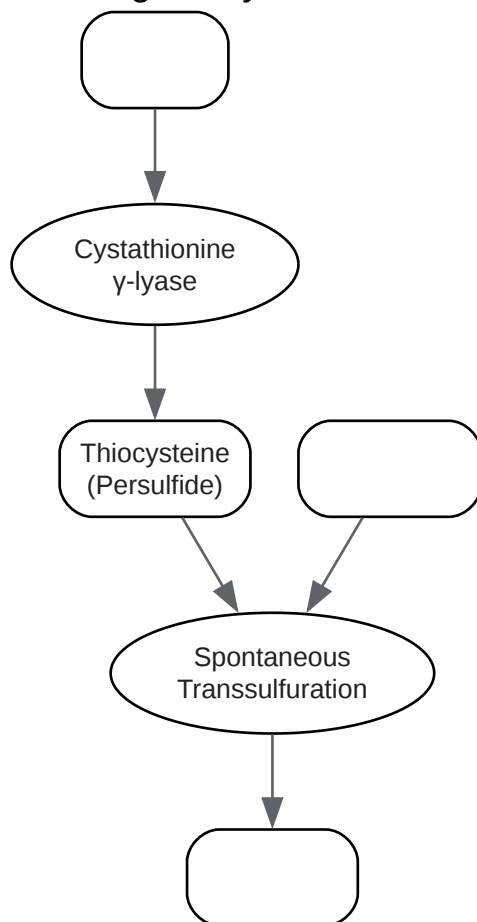 Cystathionine
γ-lyase
Thiocysteine
(Persulfide)
Spontaneous
Transsulfuration